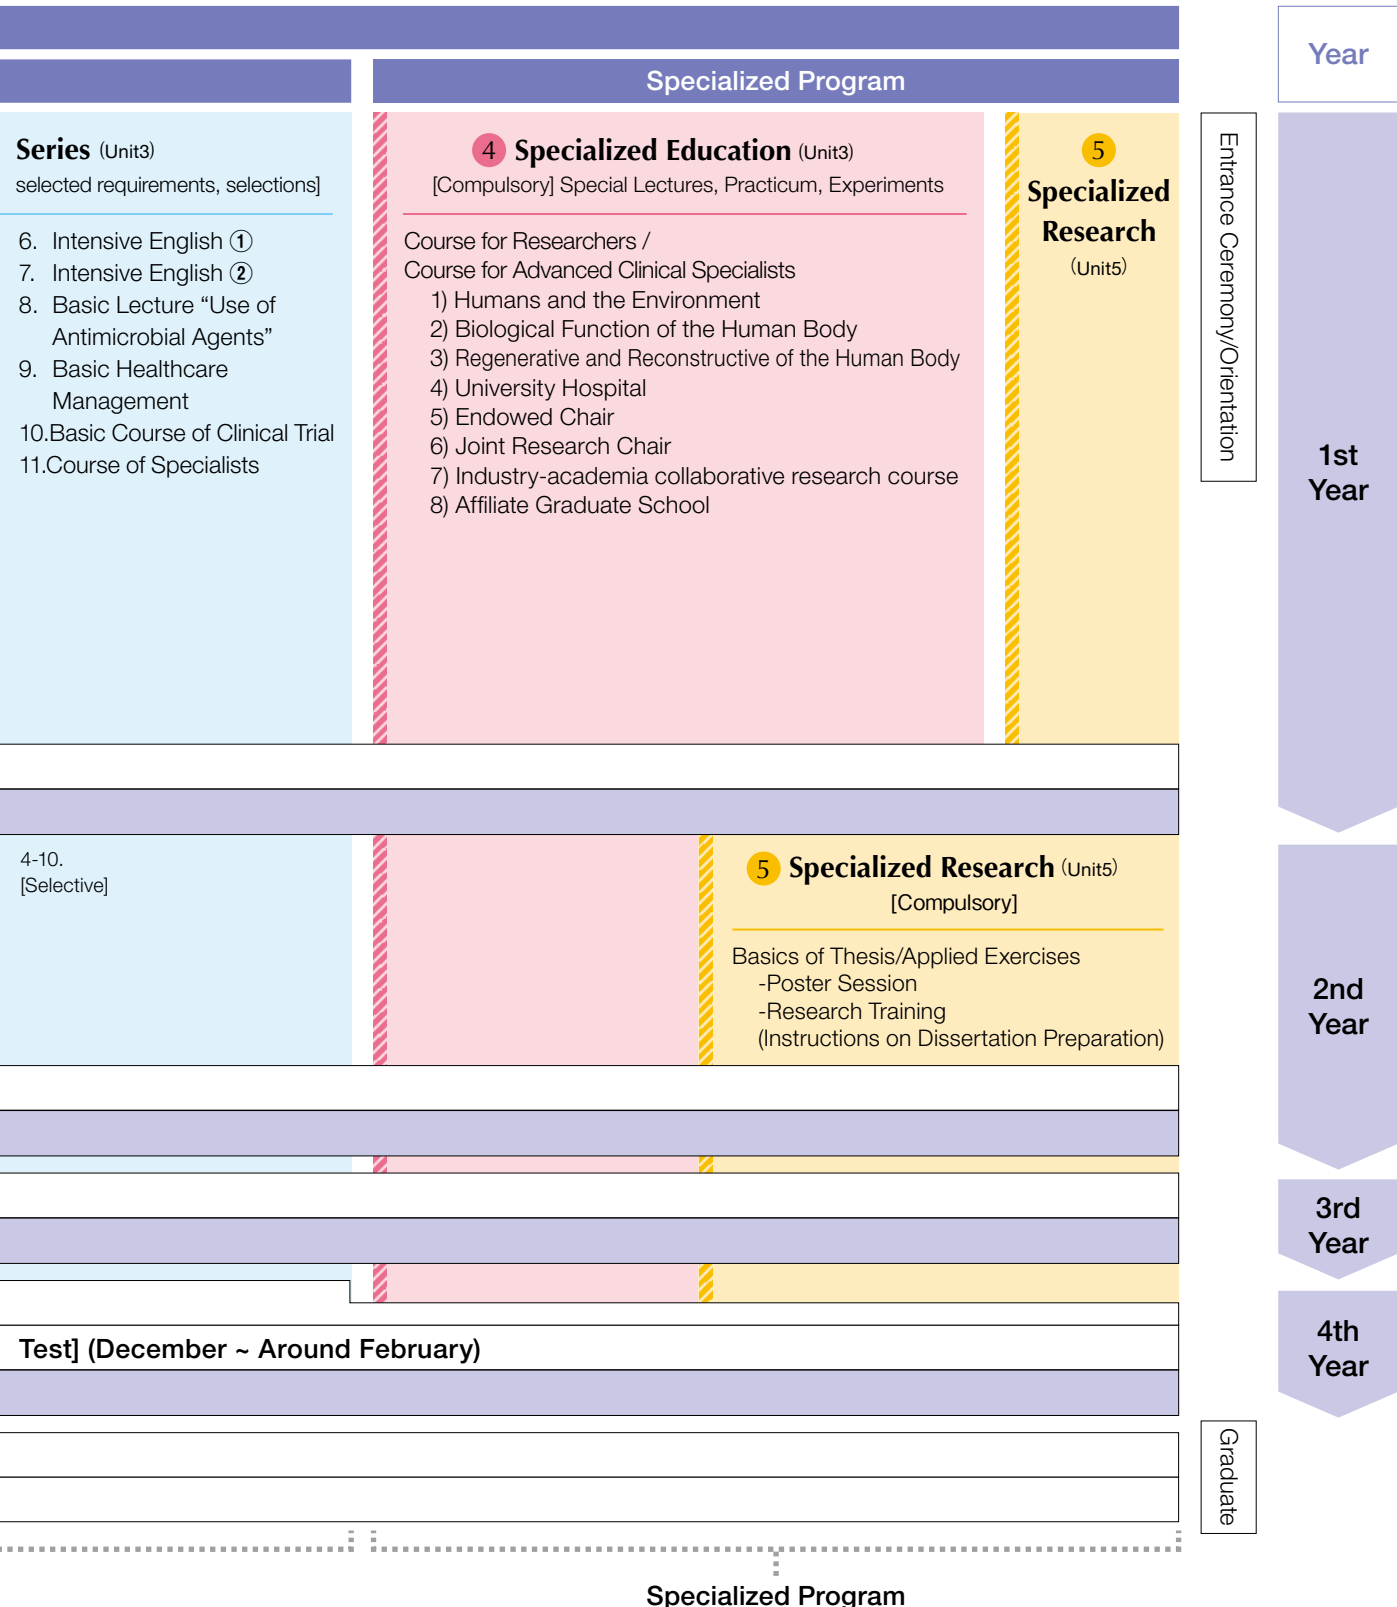 Year
Specialized Program
Series (Unit3)
selected requirements, selections]
6. Intensive English ①
7. Intensive English ②
8. Basic Lecture “Use of
Antimicrobial Agents”
9. Basic Healthcare
Management
10.Basic Course of Clinical Trial
11.Course of Specialists
4 Specialized Education (Unit3)
[Compulsory] Special Lectures, Practicum, Experiments
Course for Researchers /
Course for Advanced Clinical Specialists
1) Humans and the Environment
2) Biological Function of the Human Body
3) Regenerative and Reconstructive of the Human Body
4) University Hospital
5) Endowed Chair
6) Joint Research Chair
7) Industry-academia collaborative research course
8) Affiliate Graduate School
5
Specialized
Research
(Unit5)
Entrance Ceremony/Orientation
1st
Year
4-10.
[Selective]
5 Specialized Research (Unit5)
[Compulsory]
Basics of Thesis/Applied Exercises
-Poster Session
-Research Training
(Instructions on Dissertation Preparation)
2nd
Year
3rd
Year
Test] (December ~ Around February)
4th
Year
Graduate
Specialized Program